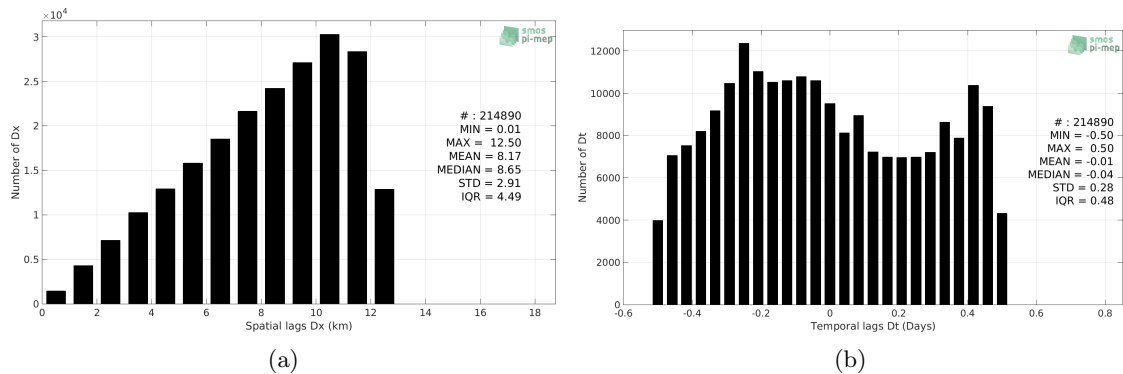 ×10⁴
3
2.5
2
1.5
1
0.5
0
0 2 4 6 8 10 12 14 16 18
Number of Dx
Spatial lags Dx (km)
smos
pi-mep
# : 214890
MIN = 0.01
MAX = 12.50
MEAN = 8.17
MEDIAN = 8.65
STD = 2.91
IQR = 4.49
(a)
12000
10000
8000
6000
4000
2000
0
-0.6 -0.4 -0.2 0 0.2 0.4 0.6 0.8
Number of Dt
Temporal lags Dt (Days)
smos
pi-mep
# : 214890
MIN = -0.50
MAX = 0.50
MEAN = -0.01
MEDIAN = -0.04
STD = 0.28
IQR = 0.48
(b)